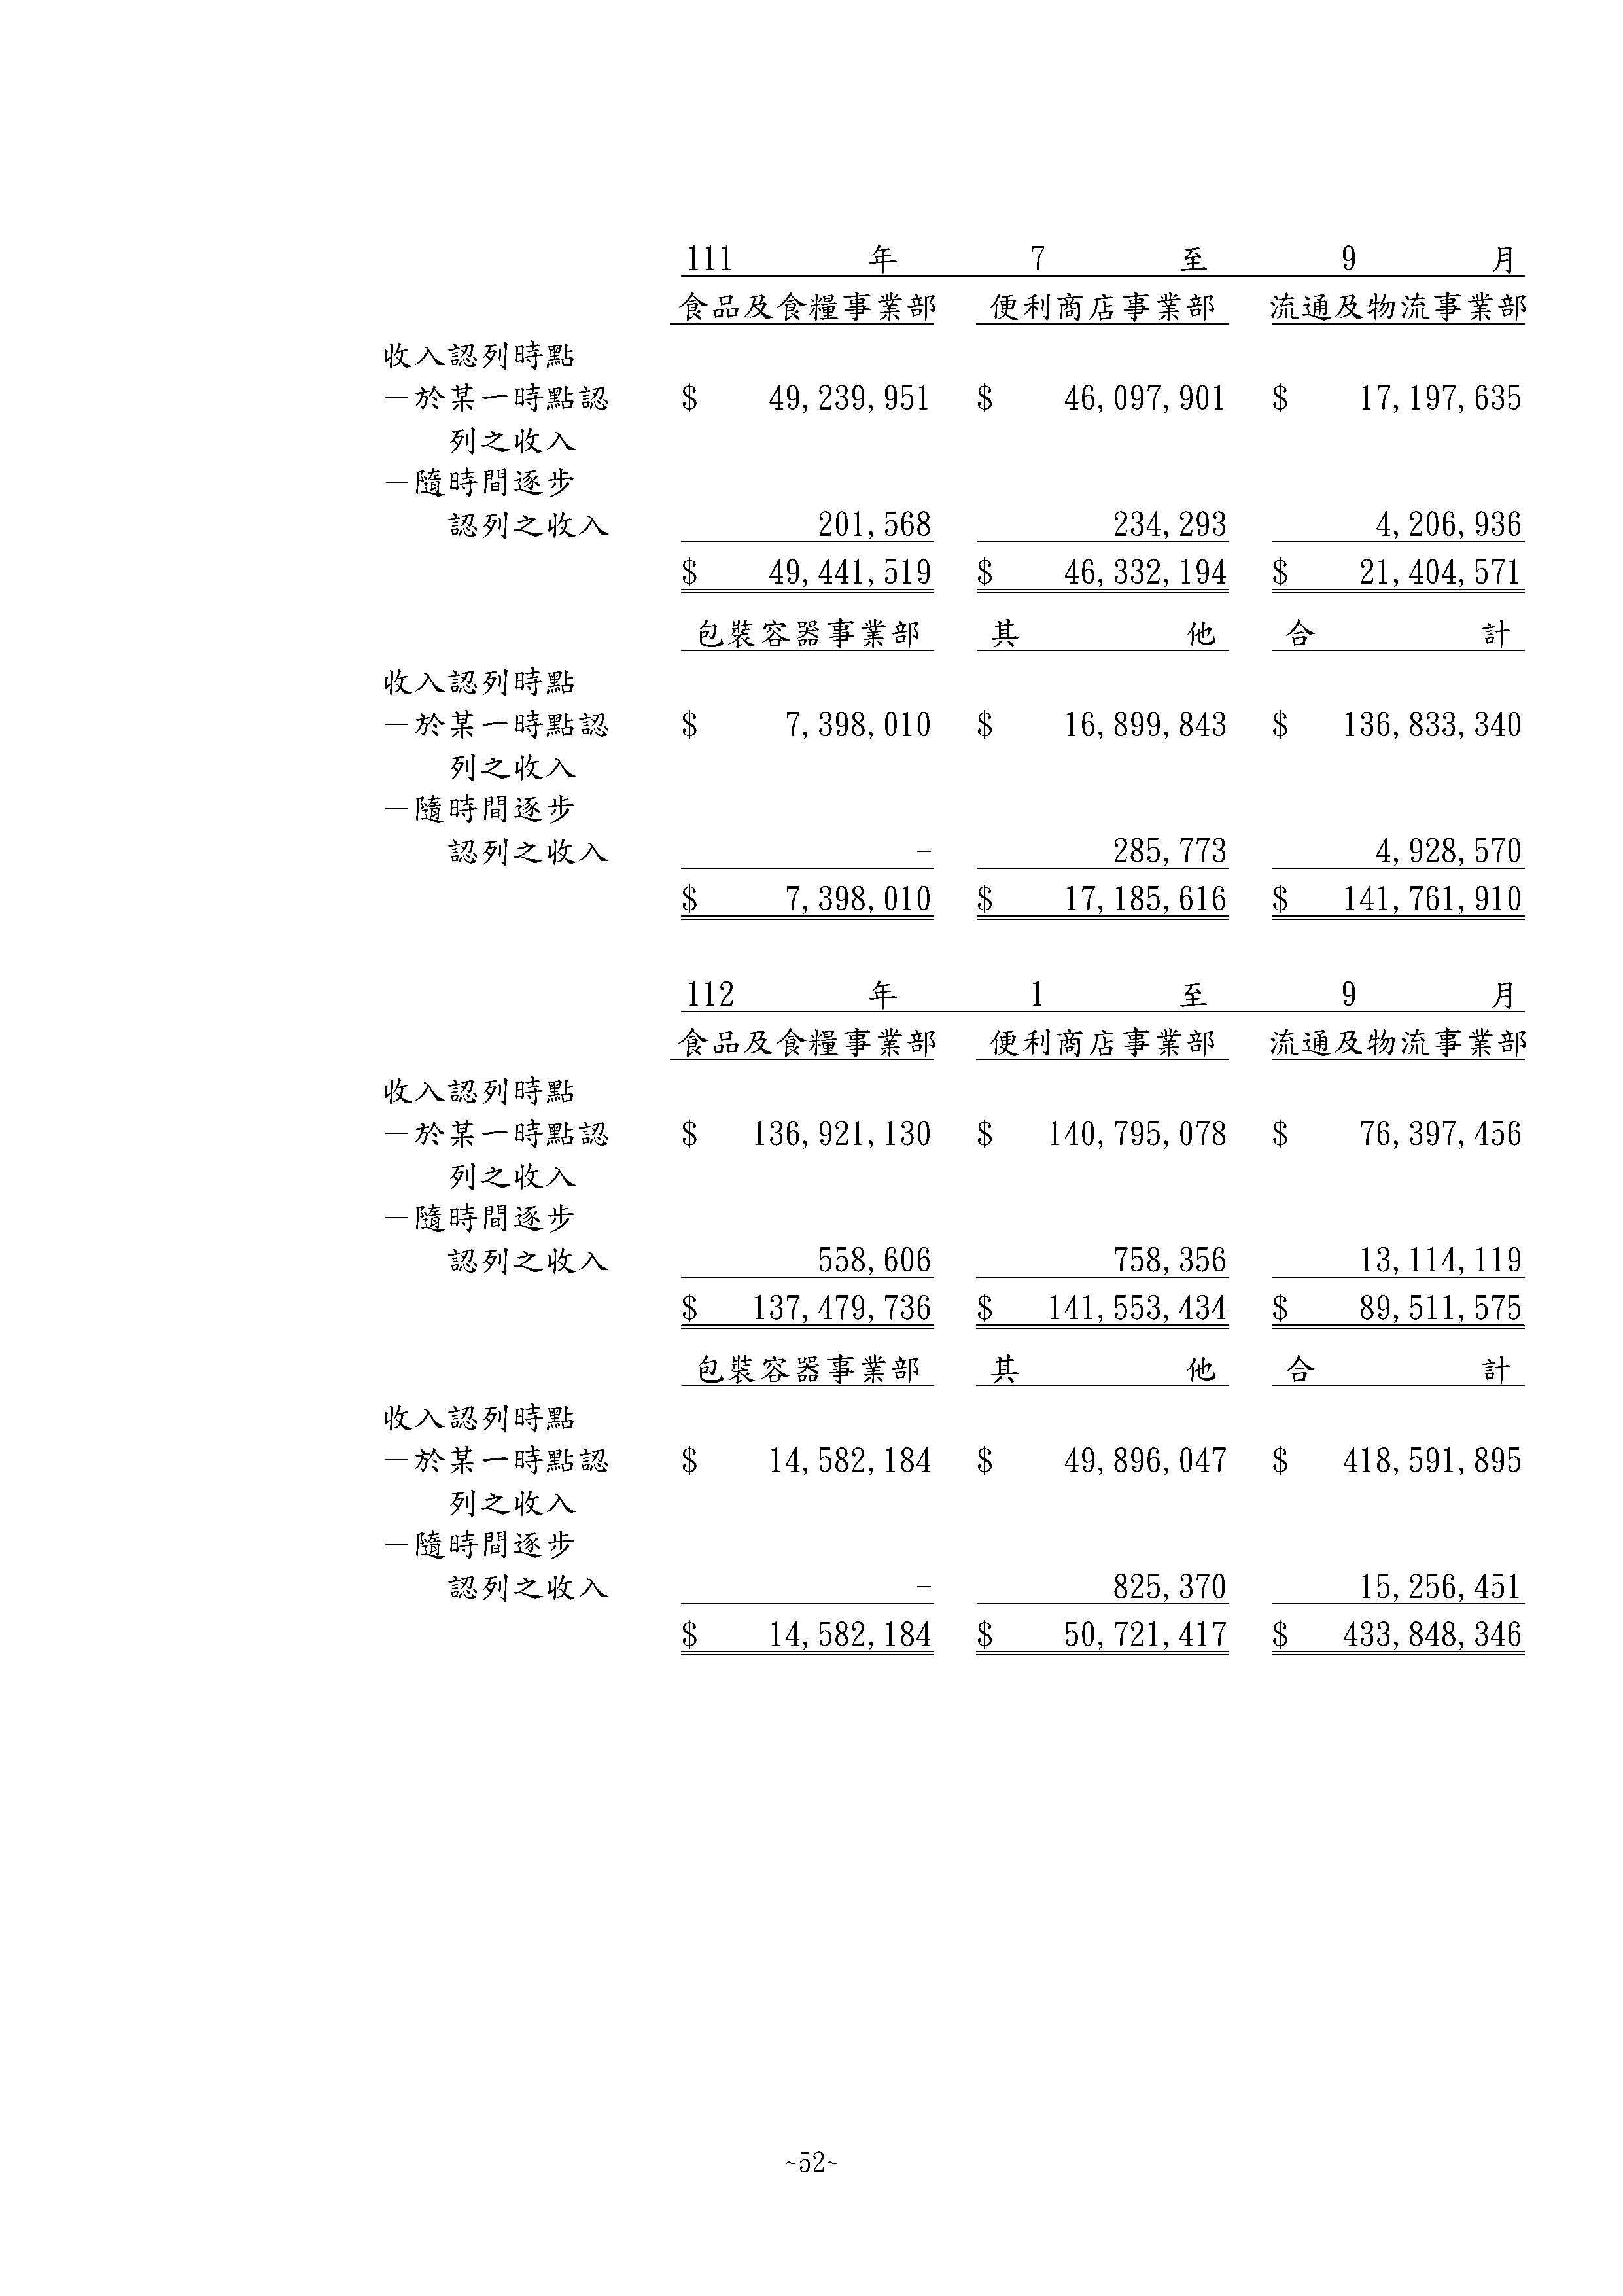 111 年 7 至 9 月
食品及食糧事業部 便利商店事業部 流通及物流事業部
收入認列時點
－於某一時點認 $ 49,239,951 $ 46,097,901 $ 17,197,635
列之收入
－隨時間逐步
認列之收入 201,568 234,293 4,206,936
$ 49,441,519 $ 46,332,194 $ 21,404,571
包裝容器事業部 其 他 合 計
收入認列時點
－於某一時點認 $ 7,398,010 $ 16,899,843 $ 136,833,340
列之收入
－隨時間逐步
認列之收入 - 285,773 4,928,570
$ 7,398,010 $ 17,185,616 $ 141,761,910
112 年 1 至 9 月
食品及食糧事業部 便利商店事業部 流通及物流事業部
收入認列時點
－於某一時點認 $ 136,921,130 $ 140,795,078 $ 76,397,456
列之收入
－隨時間逐步
認列之收入 558,606 758,356 13,114,119
$ 137,479,736 $ 141,553,434 $ 89,511,575
包裝容器事業部 其 他 合 計
收入認列時點
－於某一時點認 $ 14,582,184 $ 49,896,047 $ 418,591,895
列之收入
－隨時間逐步
認列之收入 - 825,370 15,256,451
$ 14,582,184 $ 50,721,417 $ 433,848,346
~52~